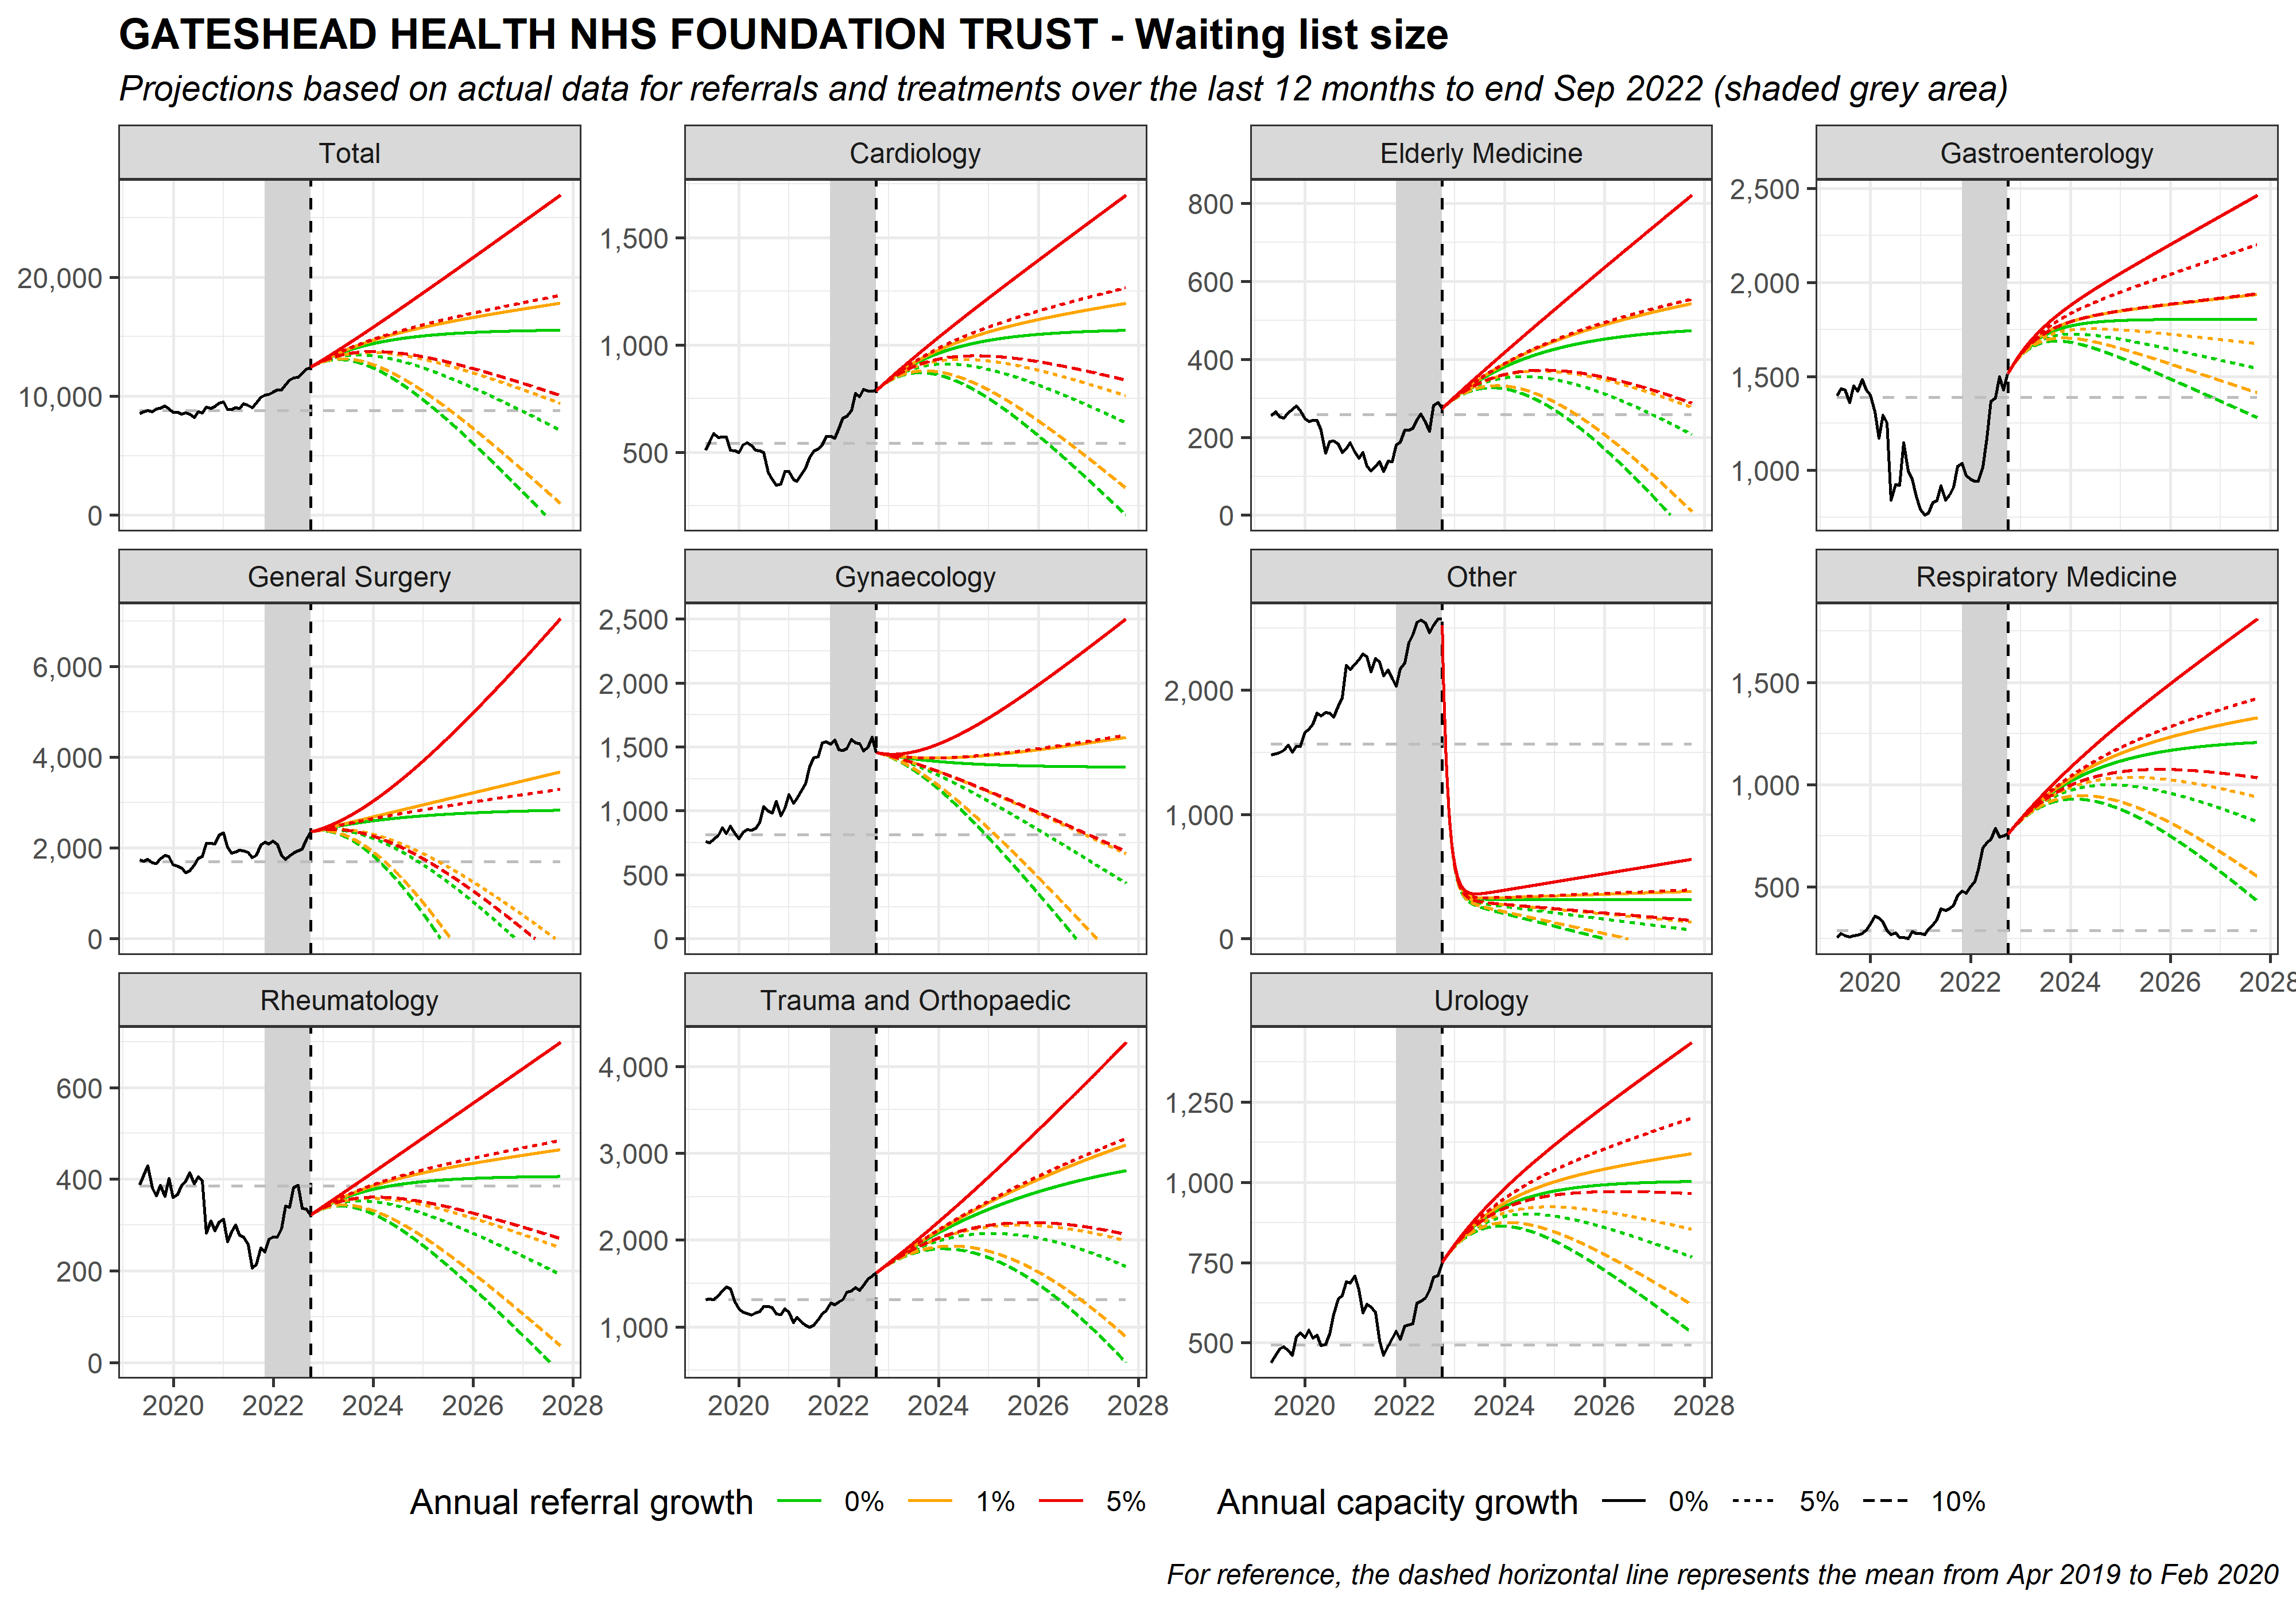 GATESHEAD HEALTH NHS FOUNDATION TRUST - Waiting list size
Projections based on actual data for referrals and treatments over the last 12 months to end Sep 2022 (shaded grey area)
Total
20,000
10,000
0
Cardiology
1,500
1,000
500
Elderly Medicine
800
600
400
200
0
Gastroenterology
2,500
2,000
1,500
1,000
General Surgery
6,000
4,000
2,000
0
Gynaecology
2,500
2,000
1,500
1,000
500
0
Other
2,000
1,000
0
Respiratory Medicine
1,500
1,000
500
2020 2022 2024 2026 2028
Rheumatology
600
400
200
0
2020 2022 2024 2026 2028
Trauma and Orthopaedic
4,000
3,000
2,000
1,000
2020 2022 2024 2026 2028
Urology
1,250
1,000
750
500
2020 2022 2024 2026 2028
Annual referral growth 0% 1% 5%
Annual capacity growth 0% 5% 10%
For reference, the dashed horizontal line represents the mean from Apr 2019 to Feb 2020